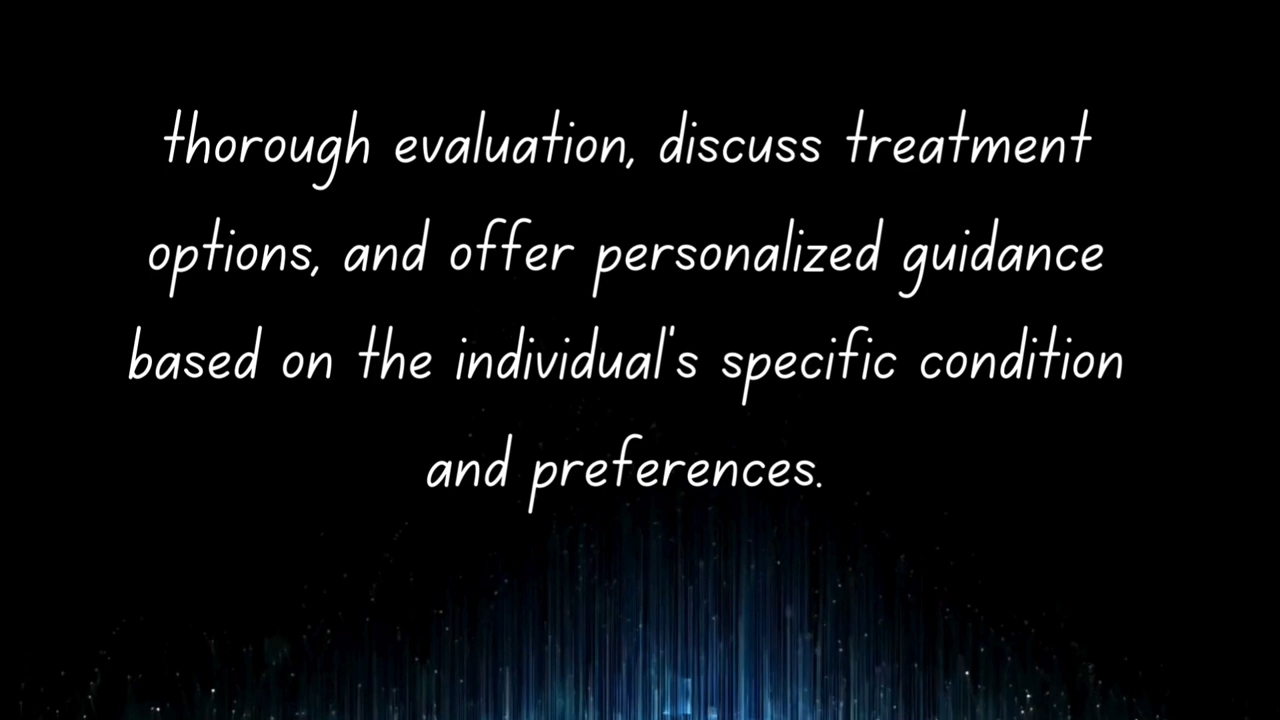 thorough evaluation, discuss treatment
options, and offer personalized guidance
based on the individual's specific condition
and preferences.